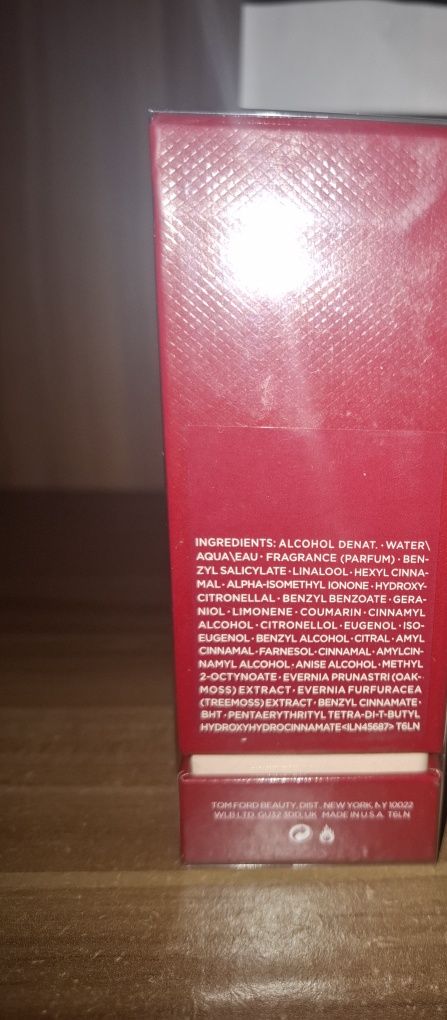 INGREDIENTS: ALCOHOL DENAT. · WATER\
AQUA\EAU · FRAGRANCE (PARFUM) · BEN-
ZYL SALICYLATE · LINALOOL · HEXYL CINNA-
MAL · ALPHA-ISOMETHYL IONONE · HYDROXY-
CITRONELLAL · BENZYL BENZOATE · GERA-
NIOL · LIMONENE · COUMARIN · CINNAMYL
ALCOHOL · CITRONELLOL · EUGENOL · ISO-
EUGENOL · BENZYL ALCOHOL · CITRAL · AMYL
CINNAMAL · FARNESOL · CINNAMAL · AMYLCIN-
NAMYL ALCOHOL · ANISE ALCOHOL · METHYL
2-OCTYNOATE · EVERNIA PRUNASTRI (OAK-
MOSS) EXTRACT · EVERNIA FURFURACEA
(TREEMOSS) EXTRACT · BENZYL CINNAMATE ·
BHT · PENTAERYTHRITYL TETRA-DI-T-BUTYL
HYDROXYHYDROCINNAMATE <ILN45687> T6LN
TOM FORD BEAUTY, DIST. NEW YORK, NY 10022
WLB LTD. GU32 3DD, UK MADE IN U.S.A. T6LN